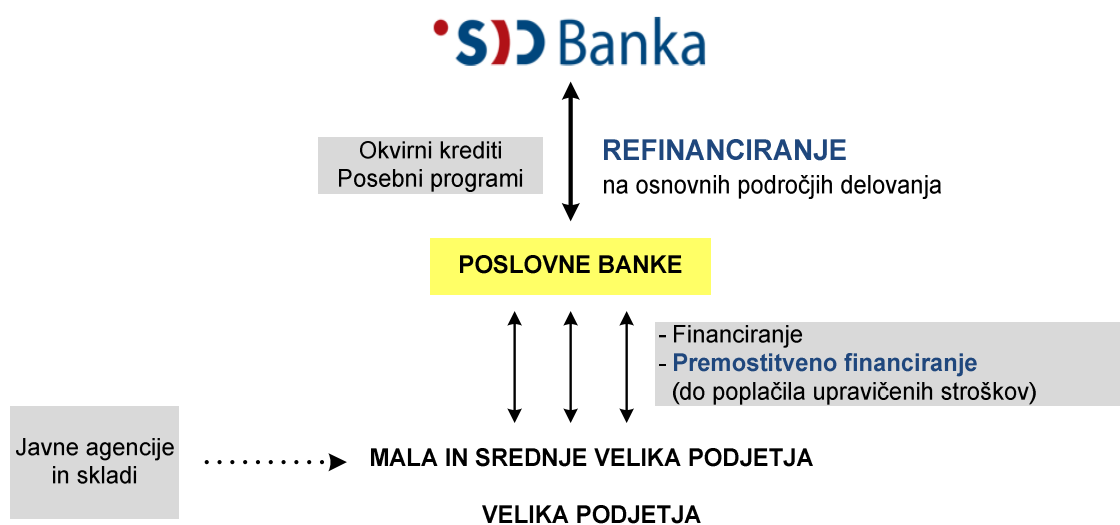 SID Banka
Okvirni krediti
Posebni programi
REFINANCIRANJE
na osnovnih področjih delovanja
POSLOVNE BANKE
- Financiranje
- Premostitveno financiranje
(do poplačila upravičenih stroškov)
Javne agencije
in skladi
MALA IN SREDNJE VELIKA PODJETJA
VELIKA PODJETJA